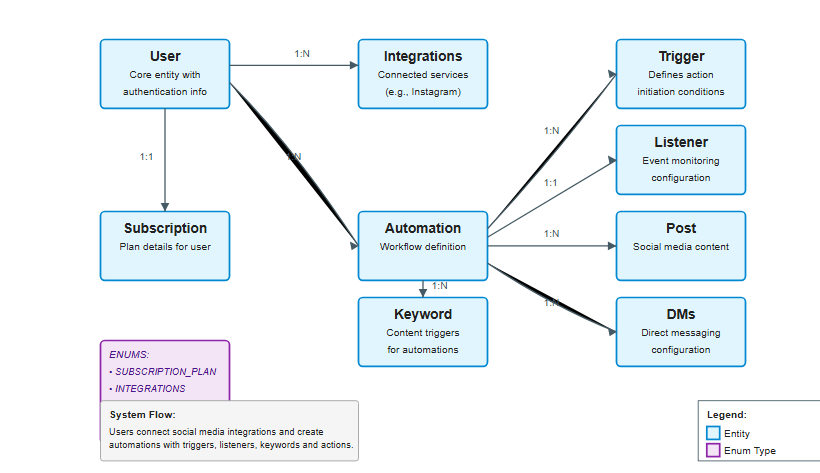 User
Core entity with
authentication info
1:N
Integrations
Connected services
(e.g., Instagram)
Trigger
Defines action
initiation conditions
1:N
Listener
Event monitoring
configuration
1:1
1:1
Subscription
Plan details for user
Automation
Workflow definition
1:N
Post
Social media content
1:N
Keyword
Content triggers
for automations
DMs
Direct messaging
configuration
ENUMS:
• SUBSCRIPTION_PLAN
• INTEGRATIONS
System Flow:
Users connect social media integrations and create
automations with triggers, listeners, keywords and actions.
Legend:
Entity
Enum Type